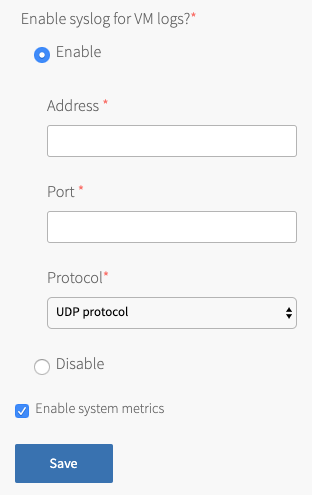 Enable syslog for VM logs?*
Enable
Address *
Port *
Protocol*
UDP protocol
Disable
Enable system metrics
Save